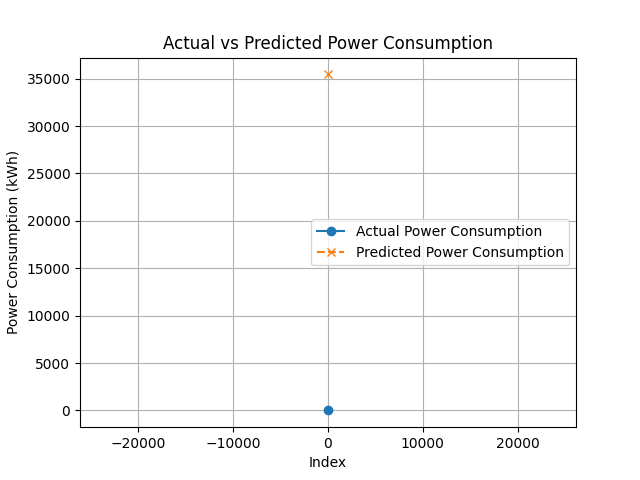 Actual vs Predicted Power Consumption
Power Consumption (kWh)
35000
30000
25000
20000
15000
10000
5000
0
Actual Power Consumption
Predicted Power Consumption
−20000 −10000 0 10000 20000
Index